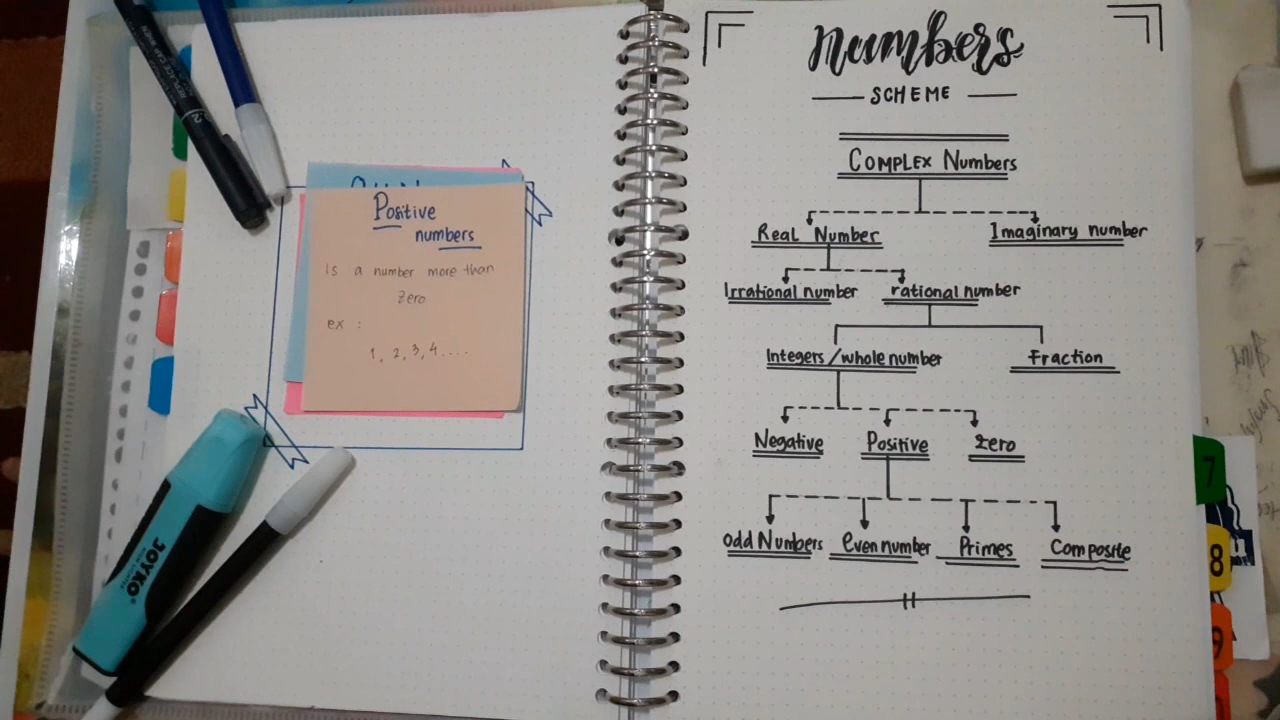 Positive
numbers
Is a number more than
Zero
ex :
1, 2, 3, 4 ....
JOYKO
numbers
SCHEME
COMPLEX Numbers
Real Number
Imaginary number
Irrational number
rational number
Integers/whole number
Fraction
Negative
Positive
Zero
odd Numbers
Even number
Primes
Composite
7
8
9